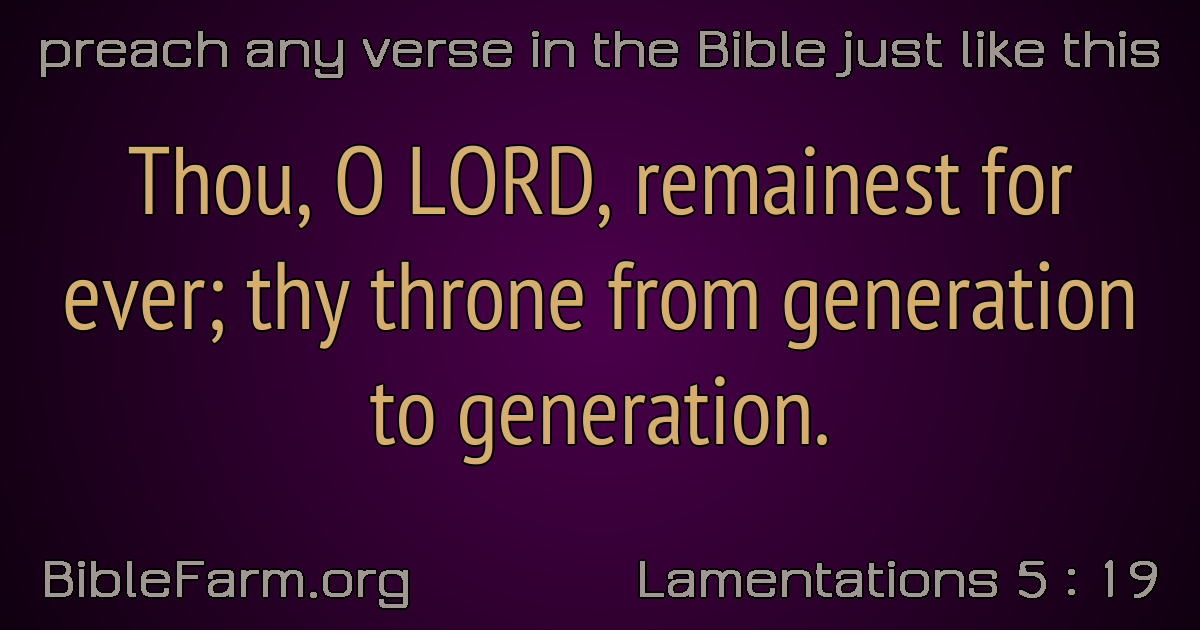 preach any verse in the Bible just like this
Thou, O LORD, remainest for
ever; thy throne from generation
to generation.
BibleFarm.org
Lamentations 5 : 19